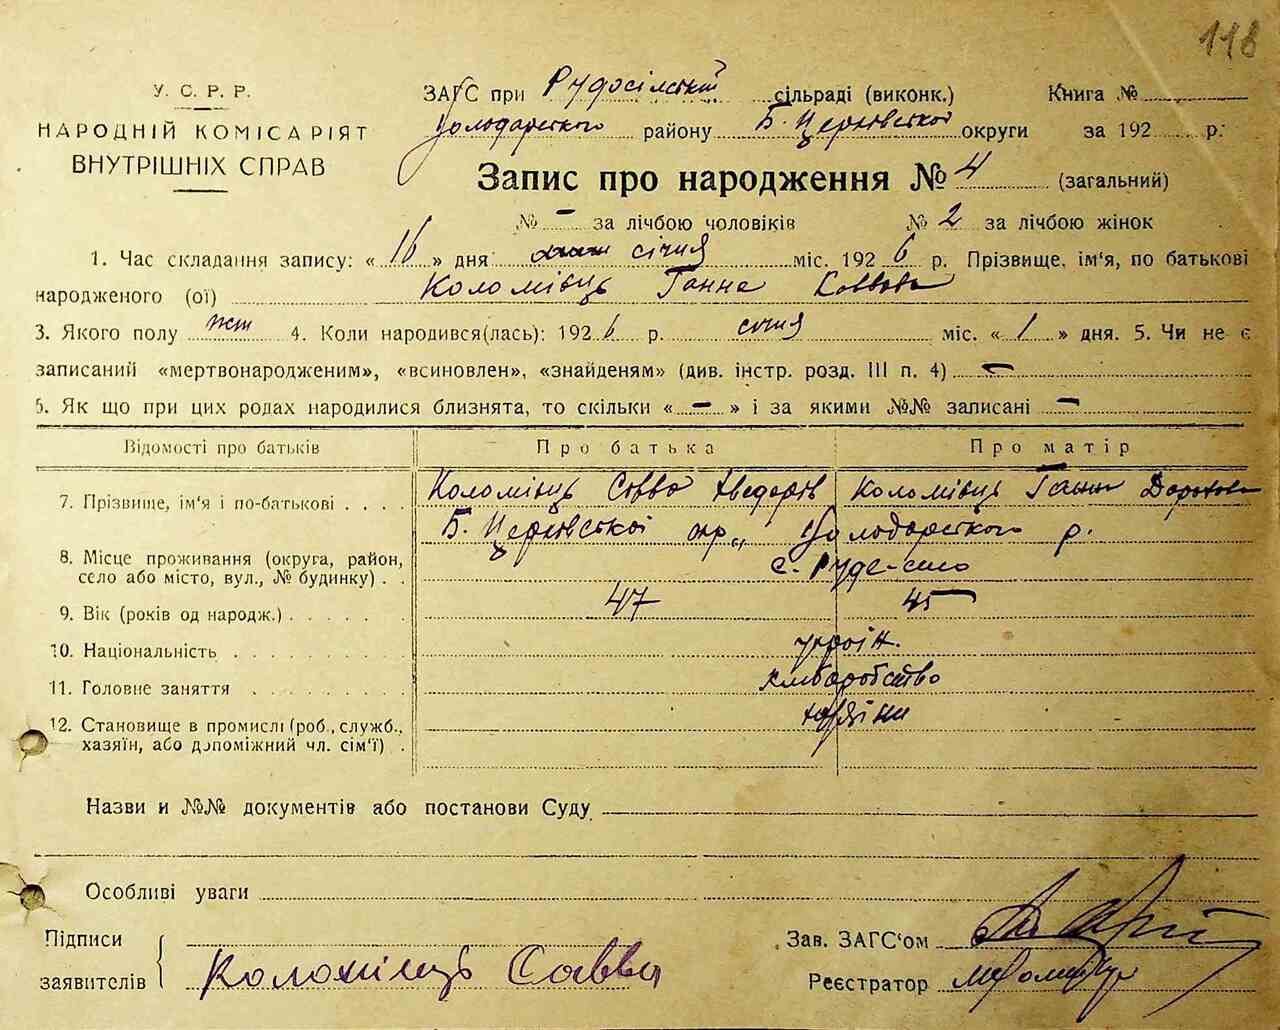 118
У. С. Р. Р.
НАРОДНІЙ КОМІСАРІЯТ
ВНУТРІШНІХ СПРАВ
ЗАГС при Рудосільській сільраді (виконк.) Книга №
Володарського району Б. Церковської округи за 192 р.
Запис про народження № 4 (загальний)
№ – за лічбою чоловіків № 2 за лічбою жінок
1. Час складання запису: « 16 » дня січня міс. 1926 р. Прізвище, ім'я, по батькові
народженого (ої) Коломієць Ганна Саввова
3. Якого полу жін 4. Коли народився(лась): 1926 р. січня міс. « 1 » дня. 5. Чи не є
записаний «мертвонародженим», «всиновлен», «знайденям» (див. інстр. розд. III п. 4) –
6. Як що при цих родах народилися близнята, то скільки « – » і за якими №№ записані –
Відомості про батьків Про батька Про матір
7. Прізвище, ім'я і по-батькові Коломієць Савва Хведорів Коломієць Ганна
Б. Церковської окр., Володарського р.
8. Місце проживання (округа, район,
село або місто, вул., № будинку) с. Руде-село
9. Вік (років од народж.) 47 45
10. Національність україн.
11. Головне заняття хліборобство
12. Становище в промислі (роб., служб.,
хазяїн, або допоміжний чл. сім'ї) хазяїни
Назви и №№ документів або постанови Суду
Особливі уваги
Підписи
заявителів Коломієць Савва
Зав. ЗАГС'ом
Реєстратор